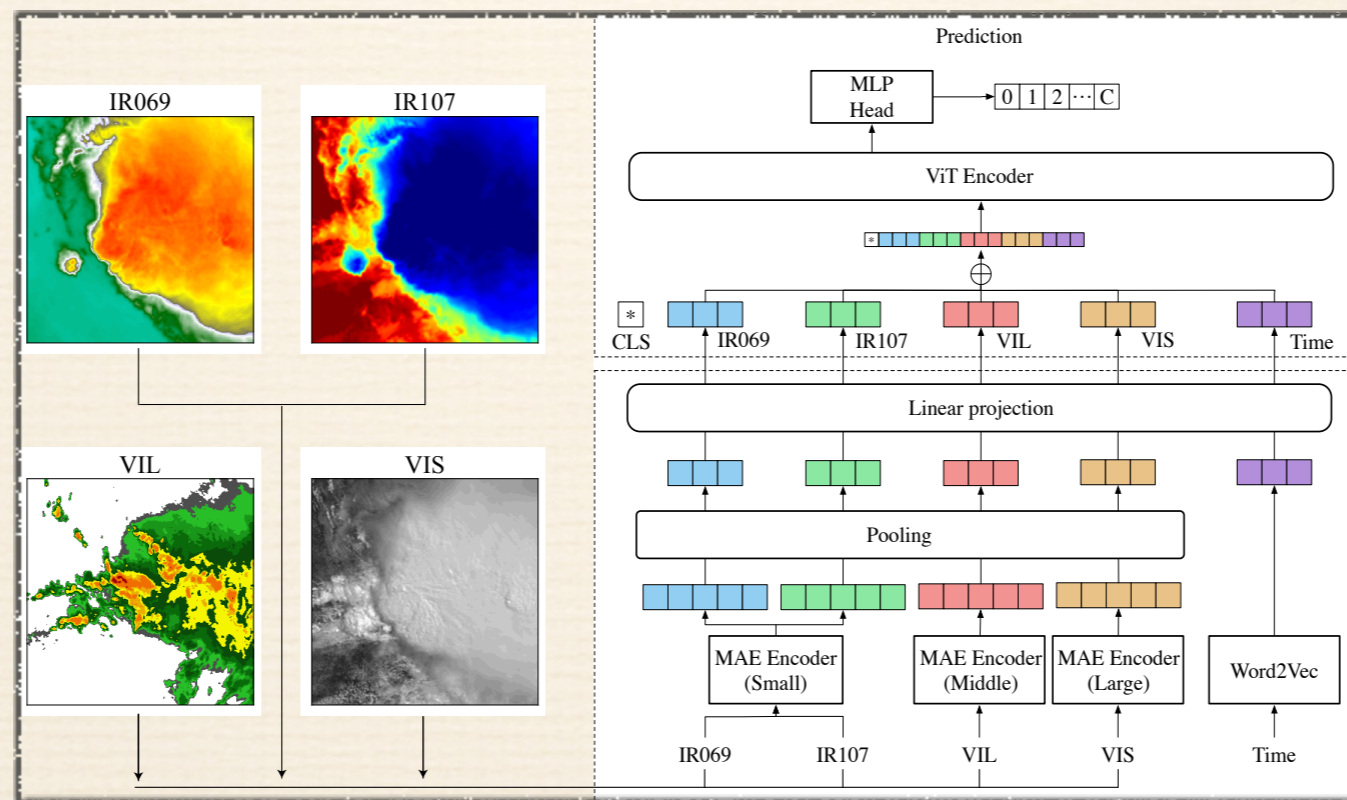 IR069
IR107
VIL
VIS
Prediction
MLP
Head
0 1 2 ··· C
ViT Encoder
*
*
CLS
IR069
IR107
VIL
VIS
Time
Linear projection
Pooling
MAE Encoder
(Small)
MAE Encoder
(Middle)
MAE Encoder
(Large)
Word2Vec
IR069
IR107
VIL
VIS
Time